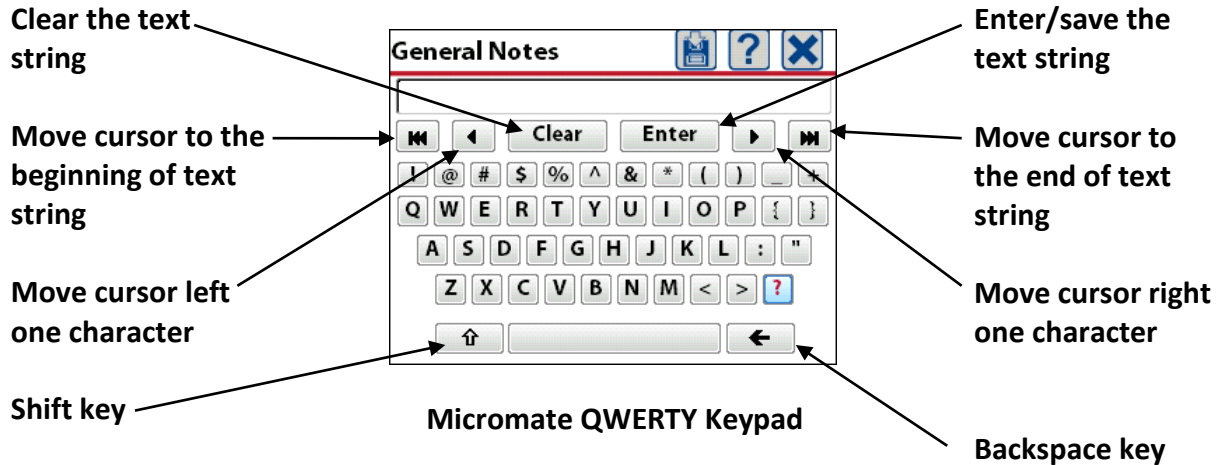 Clear the text
string
Enter/save the
text string
General Notes
?
Move cursor to the
beginning of text
string
Clear
Enter
Move cursor to
the end of text
string
! @ # $ % ^ & * ( ) _ +
Q W E R T Y U I O P { }
A S D F G H J K L : "
Z X C V B N M < > ?
Move cursor left
one character
Move cursor right
one character
Shift key
Micromate QWERTY Keypad
Backspace key